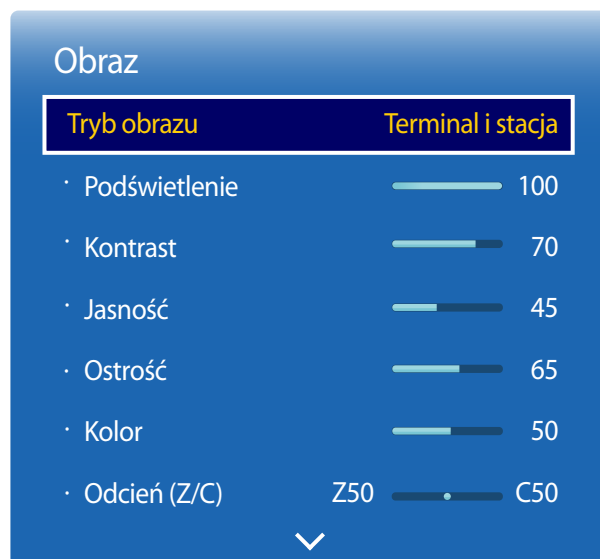 Obraz
Tryb obrazu Terminal i stacja
· Podświetlenie 100
· Kontrast 70
· Jasność 45
· Ostrość 65
· Kolor 50
· Odcień (Z/C) Z50 C50